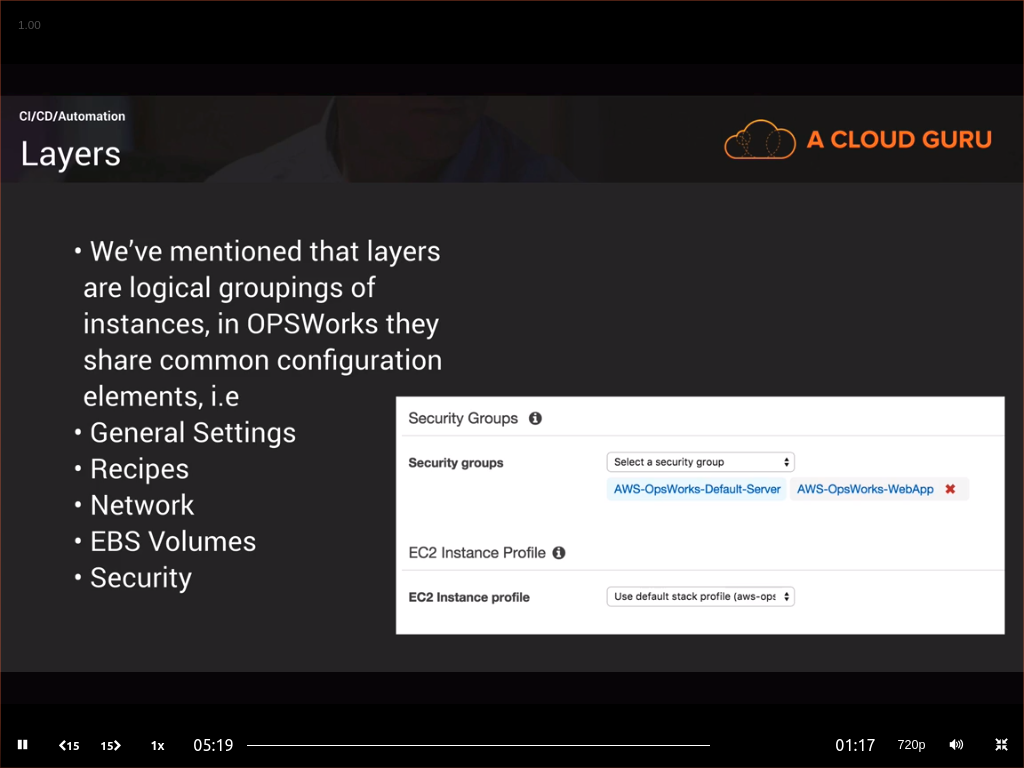 1.00
CI/CD/Automation
Layers
A CLOUD GURU
• We’ve mentioned that layers
are logical groupings of
instances, in OPSWorks they
share common configuration
elements, i.e
• General Settings
• Recipes
• Network
• EBS Volumes
• Security
Security Groups
Security groups
Select a security group
AWS-OpsWorks-Default-Server AWS-OpsWorks-WebApp
EC2 Instance Profile
EC2 Instance profile
Use default stack profile (aws-ops
15 15 1x 05:19 01:17 720p